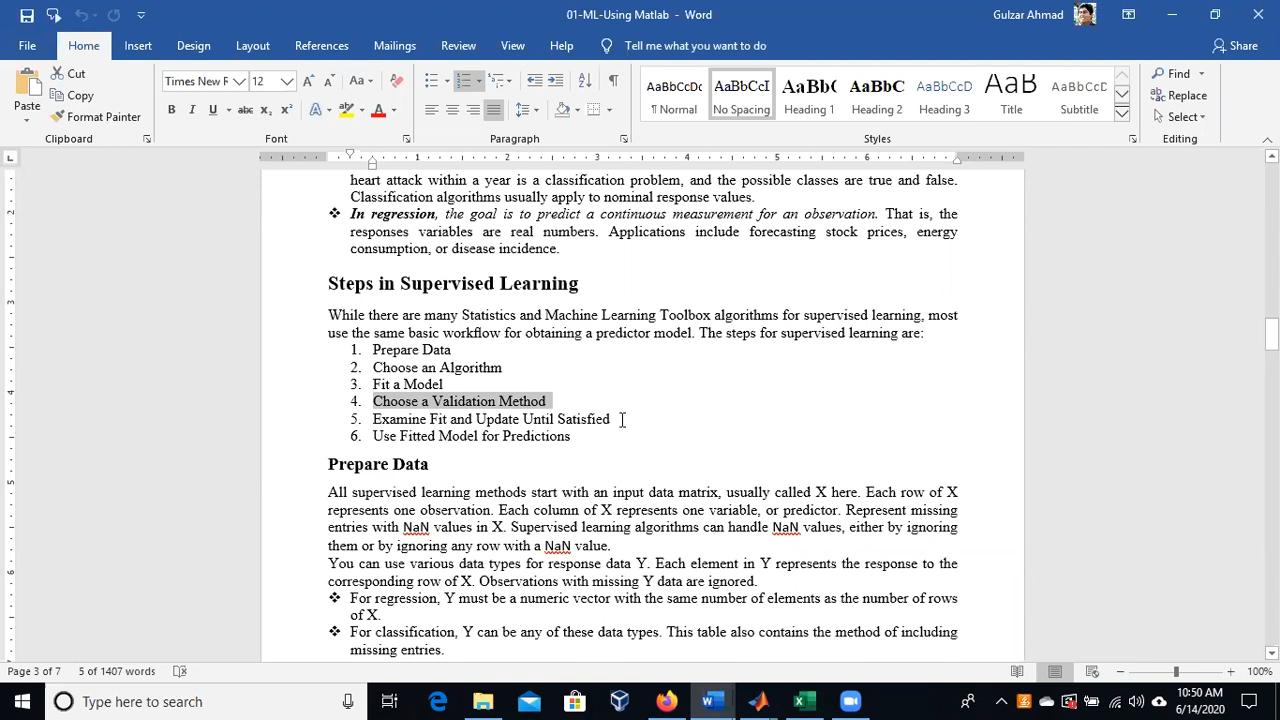 01-ML-Using Matlab - Word
Gulzar Ahmad
File Home Insert Design Layout References Mailings Review View Help Tell me what you want to do Share
Paste
Cut
Copy
Format Painter
Clipboard
Times New R 12
Aa
B I U abc x₂ x² A A
Font
Paragraph
AaBbCcDc AaBbCcI AaBb( AaBbC AaBbCcD AaB AaBbCcD
¶ Normal No Spacing Heading 1 Heading 2 Heading 3 Title Subtitle
Styles
Find
Replace
Select
Editing
heart attack within a year is a classification problem, and the possible classes are true and false.
Classification algorithms usually apply to nominal response values.
❖ In regression, the goal is to predict a continuous measurement for an observation. That is, the
responses variables are real numbers. Applications include forecasting stock prices, energy
consumption, or disease incidence.
Steps in Supervised Learning
While there are many Statistics and Machine Learning Toolbox algorithms for supervised learning, most
use the same basic workflow for obtaining a predictor model. The steps for supervised learning are:
1. Prepare Data
2. Choose an Algorithm
3. Fit a Model
4. Choose a Validation Method
5. Examine Fit and Update Until Satisfied
6. Use Fitted Model for Predictions
Prepare Data
All supervised learning methods start with an input data matrix, usually called X here. Each row of X
represents one observation. Each column of X represents one variable, or predictor. Represent missing
entries with NaN values in X. Supervised learning algorithms can handle NaN values, either by ignoring
them or by ignoring any row with a NaN value.
You can use various data types for response data Y. Each element in Y represents the response to the
corresponding row of X. Observations with missing Y data are ignored.
❖ For regression, Y must be a numeric vector with the same number of elements as the number of rows
of X.
❖ For classification, Y can be any of these data types. This table also contains the method of including
missing entries.
Page 3 of 7 5 of 1407 words 100%
Type here to search
10:50 AM
6/14/2020